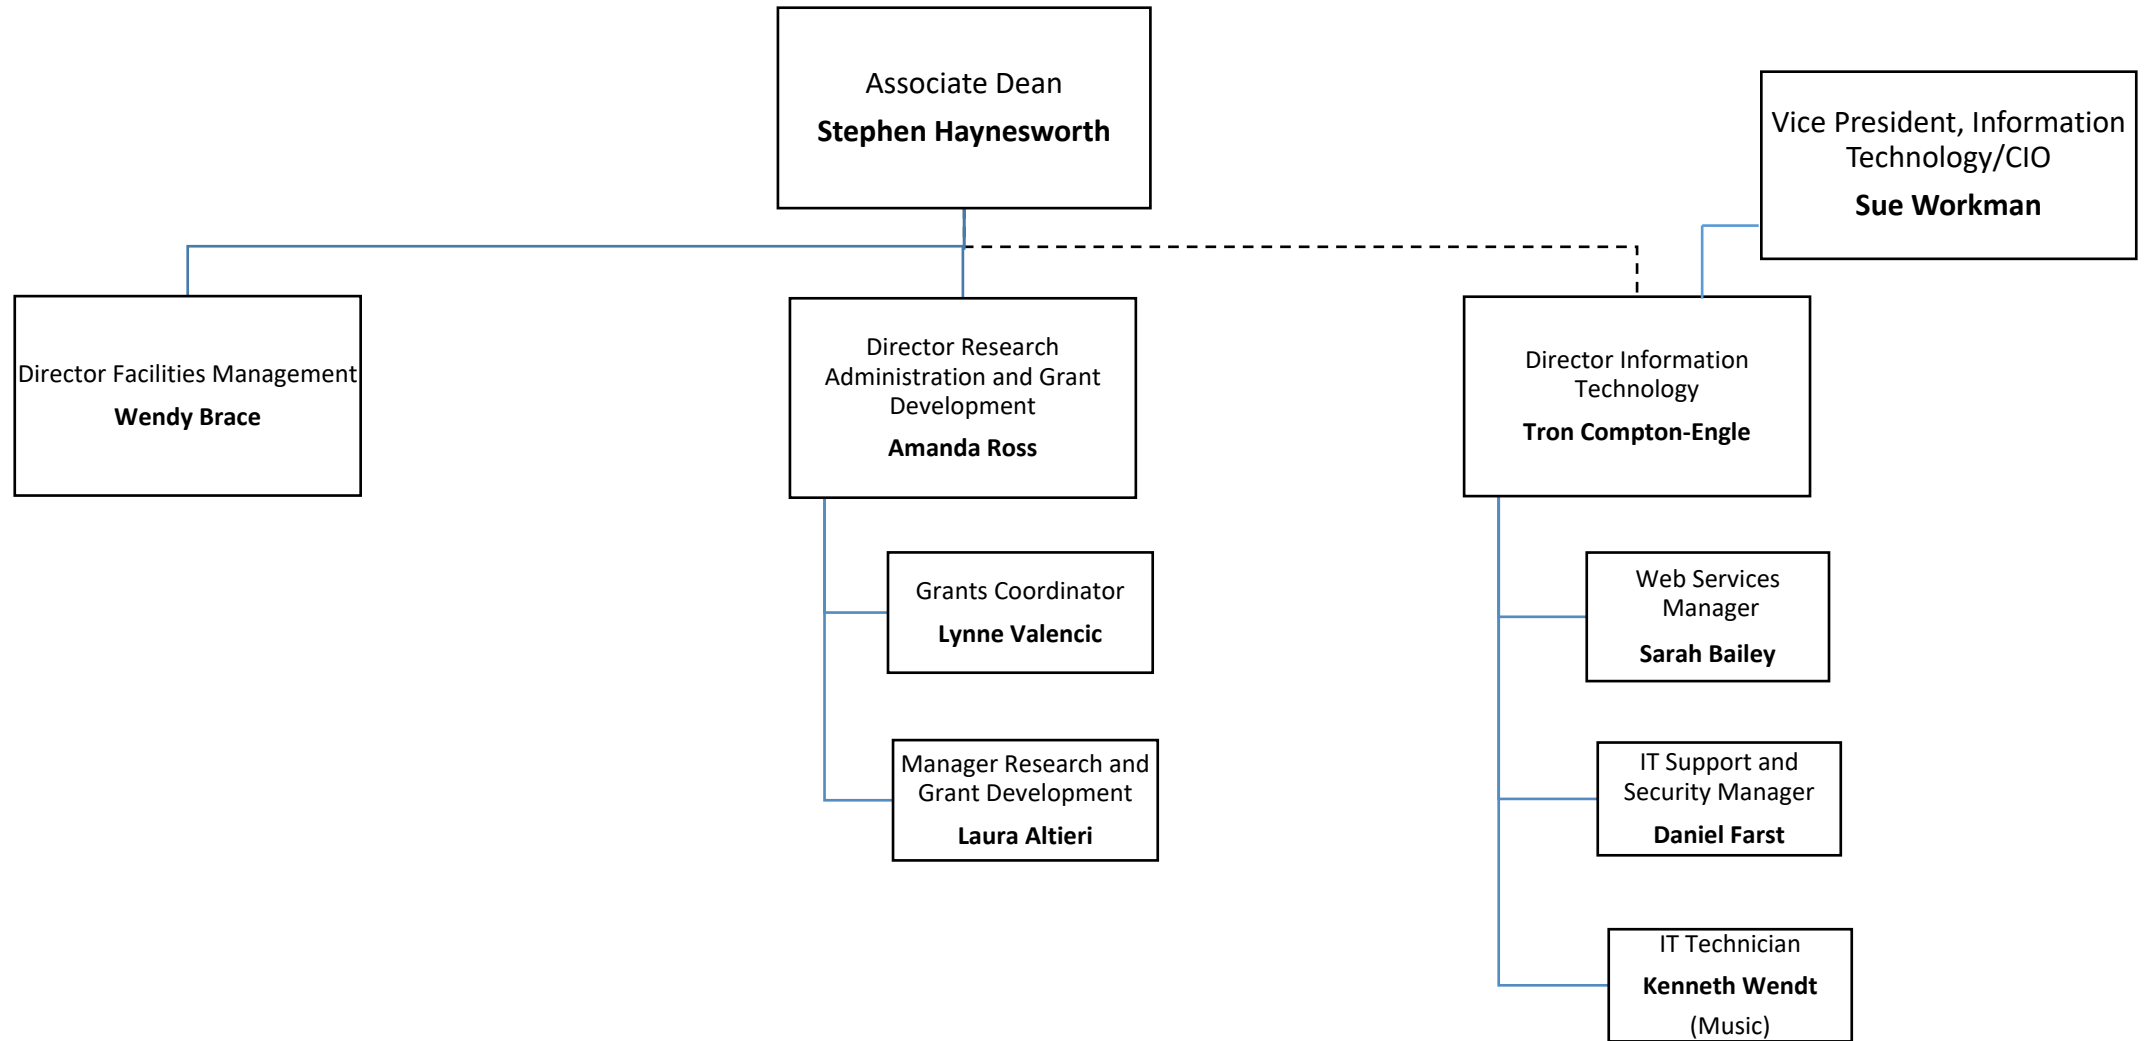 Associate Dean
Stephen Haynesworth
Vice President, Information
Technology/CIO
Sue Workman
Director Facilities Management
Wendy Brace
Director Research
Administration and Grant
Development
Amanda Ross
Director Information
Technology
Tron Compton-Engle
Grants Coordinator
Lynne Valencic
Manager Research and
Grant Development
Laura Altieri
Web Services
Manager
Sarah Bailey
IT Support and
Security Manager
Daniel Farst
IT Technician
Kenneth Wendt
(Music)